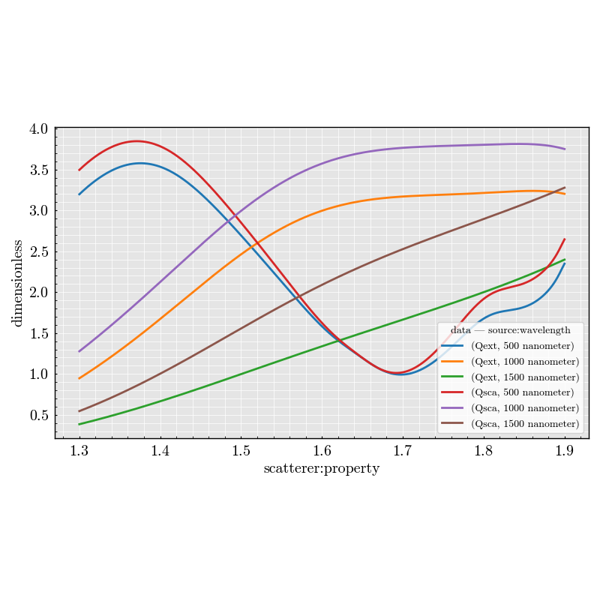 4.0
3.5
3.0
2.5
2.0
1.5
1.0
0.5
dimensionless
data — source:wavelength
(Qext, 500 nanometer)
(Qext, 1000 nanometer)
(Qext, 1500 nanometer)
(Qsca, 500 nanometer)
(Qsca, 1000 nanometer)
(Qsca, 1500 nanometer)
1.3 1.4 1.5 1.6 1.7 1.8 1.9
scatterer:property